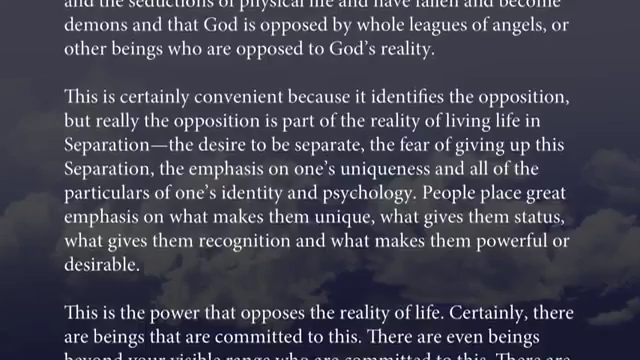 and the seductions of physical life and have fallen and become
demons and that God is opposed by whole leagues of angels, or
other beings who are opposed to God's reality.
This is certainly convenient because it identifies the opposition,
but really the opposition is part of the reality of living life in
Separation—the desire to be separate, the fear of giving up this
Separation, the emphasis on one's uniqueness and all of the
particulars of one's identity and psychology. People place great
emphasis on what makes them unique, what gives them status,
what gives them recognition and what makes them powerful or
desirable.
This is the power that opposes the reality of life. Certainly, there
are beings that are committed to this. There are even beings
beyond your visible range who are committed to this. There are